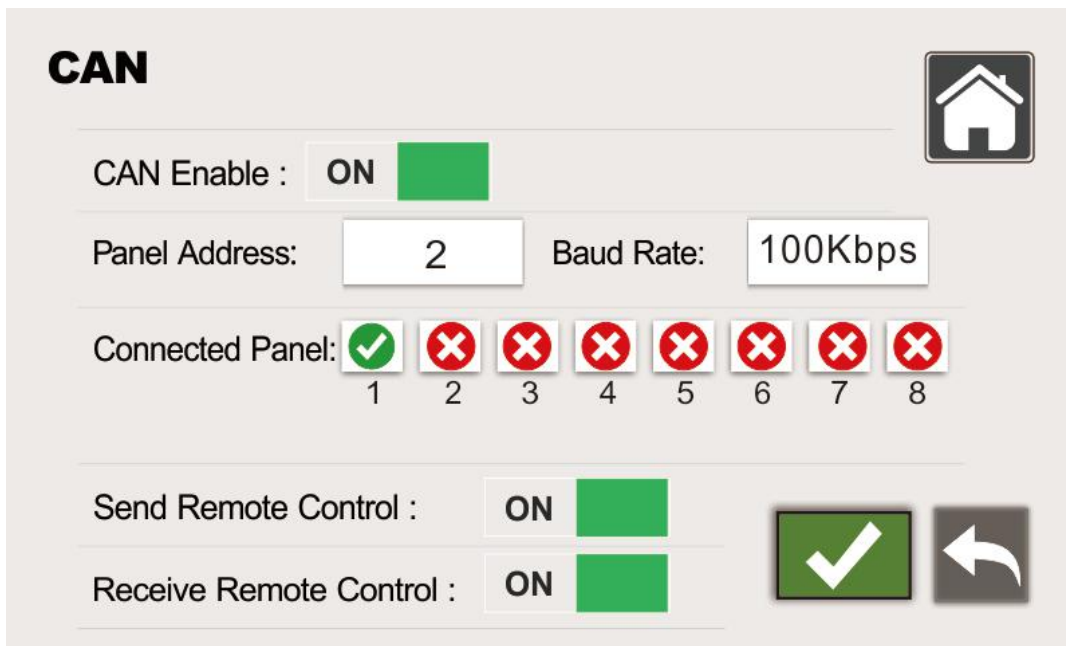 CAN
CAN Enable : ON
Panel Address: 2 Baud Rate: 100Kbps
Connected Panel:
1 2 3 4 5 6 7 8
Send Remote Control : ON
Receive Remote Control : ON